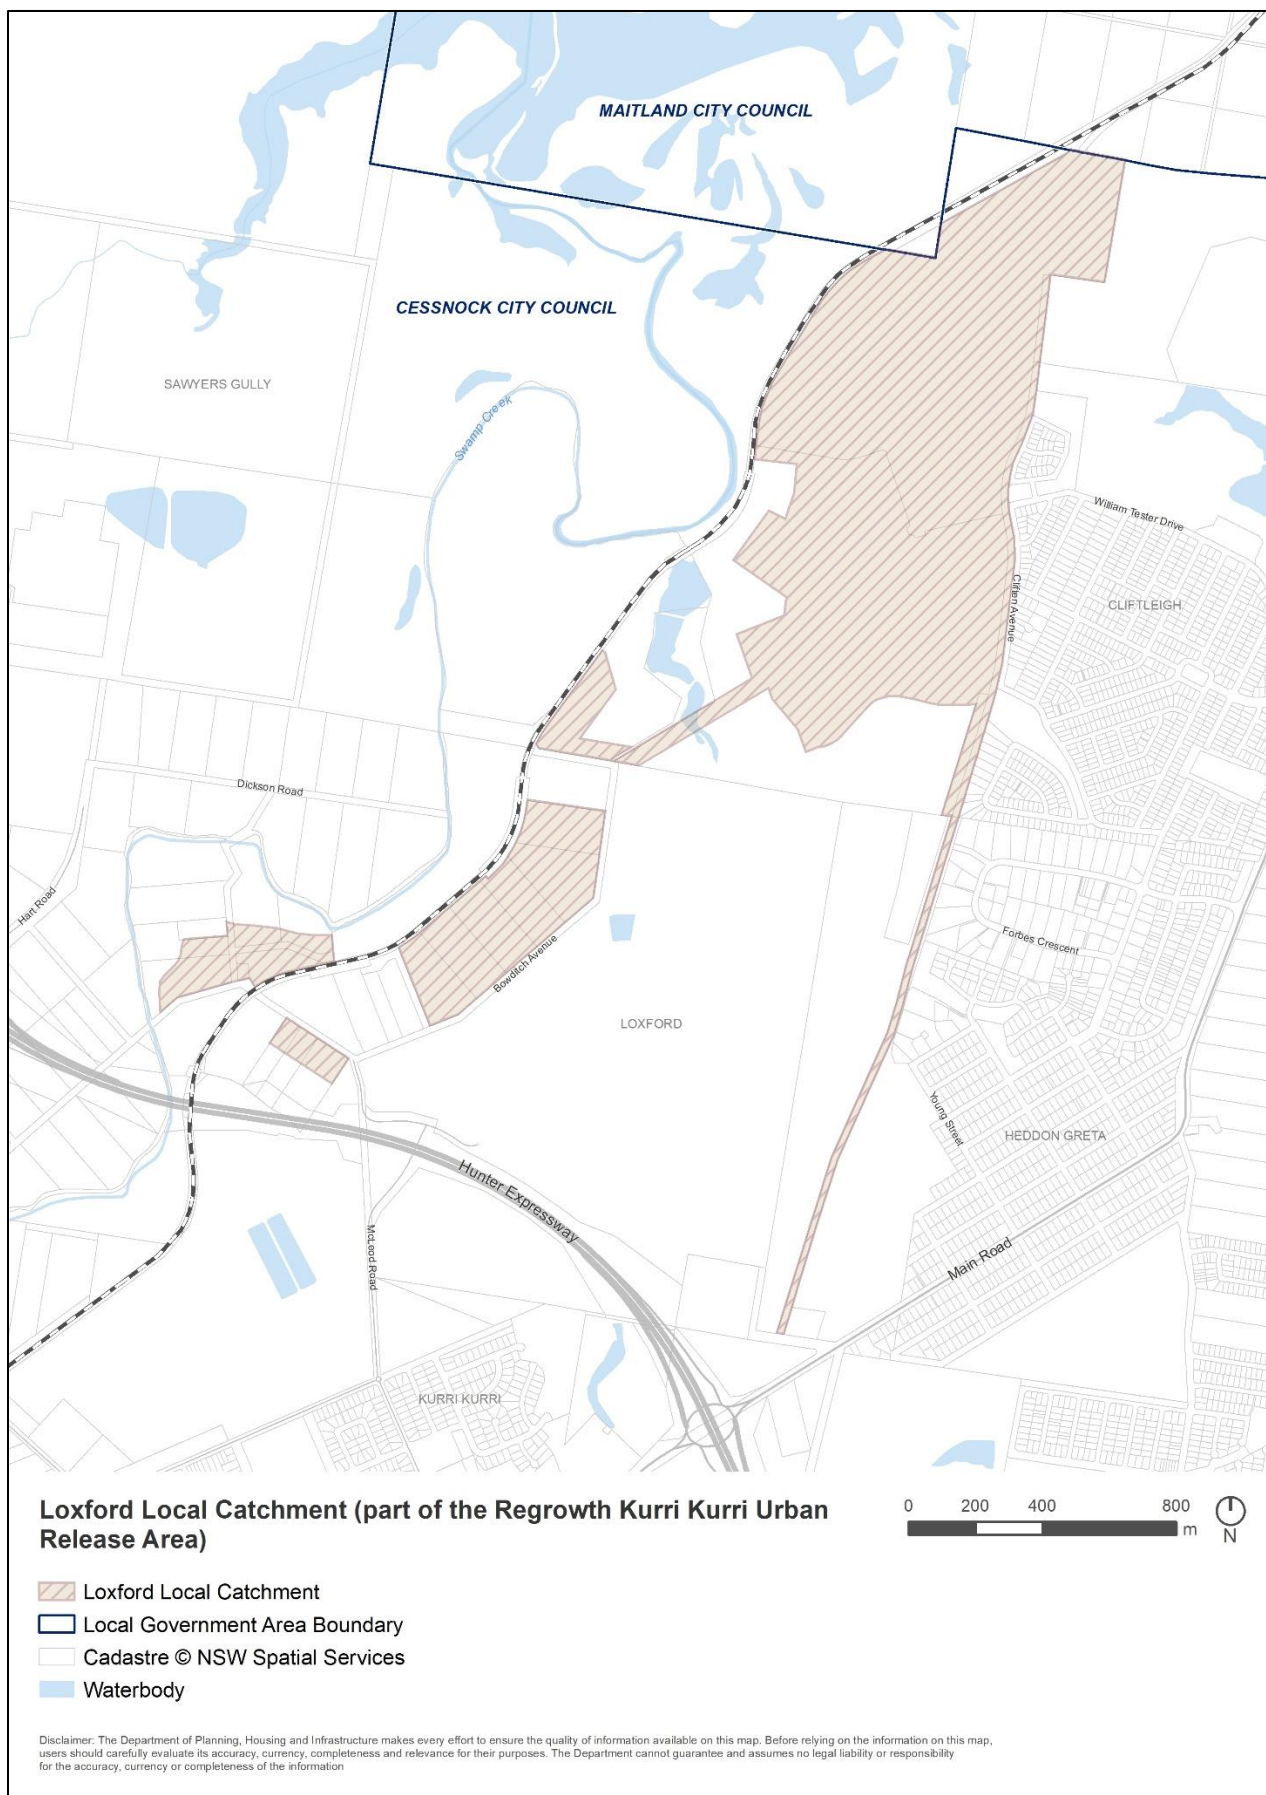 MAITLAND CITY COUNCIL
CESSNOCK CITY COUNCIL
SAWYERS GULLY
Swamp Creek
William Tester Drive
Clifton Avenue
CLIFTLEIGH
Dickson Road
Hart Road
Bowditch Avenue
Forbes Crescent
LOXFORD
Young Street
HEDDON GRETA
Hunter Expressway
McLeod Road
Main Road
KURRI KURRI
Loxford Local Catchment (part of the Regrowth Kurri Kurri Urban
Release Area)
0 200 400 800
m
N
Loxford Local Catchment
Local Government Area Boundary
Cadastre © NSW Spatial Services
Waterbody
Disclaimer: The Department of Planning, Housing and Infrastructure makes every effort to ensure the quality of information available on this map. Before relying on the information on this map,
users should carefully evaluate its accuracy, currency, completeness and relevance for their purposes. The Department cannot guarantee and assumes no legal liability or responsibility
for the accuracy, currency or completeness of the information